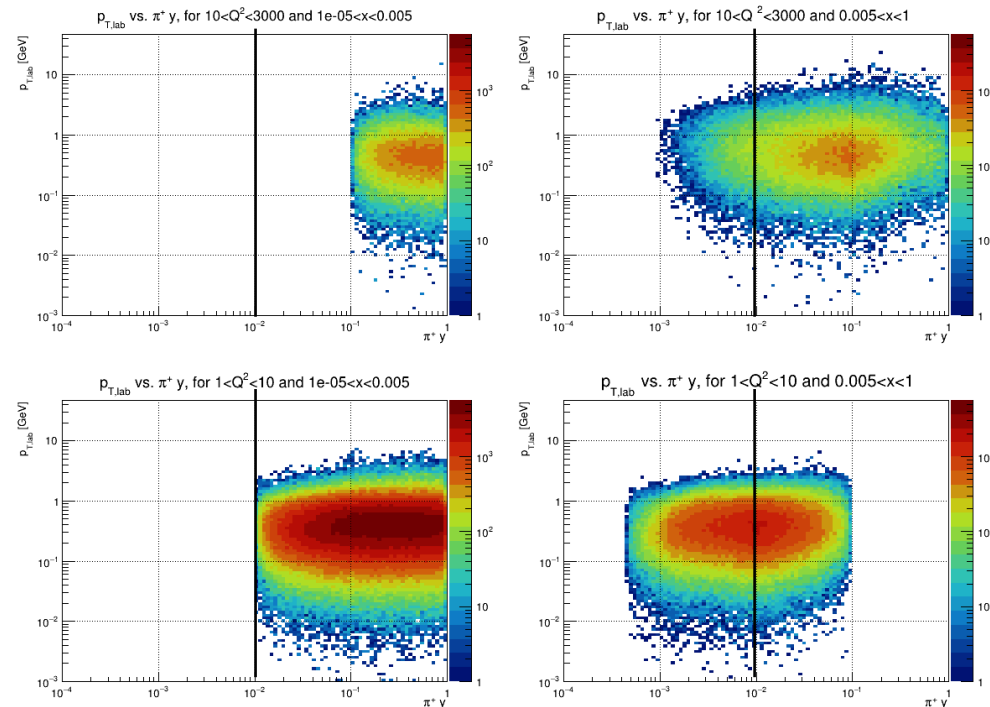 p_T,lab vs. π⁺ y, for 10<Q²<3000 and 1e-05<x<0.005
p_T,lab [GeV]
10
1
10⁻¹
10⁻²
10⁻³
10⁻⁴ 10⁻³ 10⁻² 10⁻¹ 1
π⁺ y
10³
10²
10
1
p_T,lab vs. π⁺ y, for 10<Q²<3000 and 0.005<x<1
p_T,lab [GeV]
10
1
10⁻¹
10⁻²
10⁻³
10⁻⁴ 10⁻³ 10⁻² 10⁻¹ 1
π⁺ y
10³
10²
10
1
p_T,lab vs. π⁺ y, for 1<Q²<10 and 1e-05<x<0.005
p_T,lab [GeV]
10
1
10⁻¹
10⁻²
10⁻³
10⁻⁴ 10⁻³ 10⁻² 10⁻¹ 1
π⁺ y
10³
10²
10
1
p_T,lab vs. π⁺ y, for 1<Q²<10 and 0.005<x<1
p_T,lab [GeV]
10
1
10⁻¹
10⁻²
10⁻³
10⁻⁴ 10⁻³ 10⁻² 10⁻¹ 1
π⁺ y
10³
10²
10
1